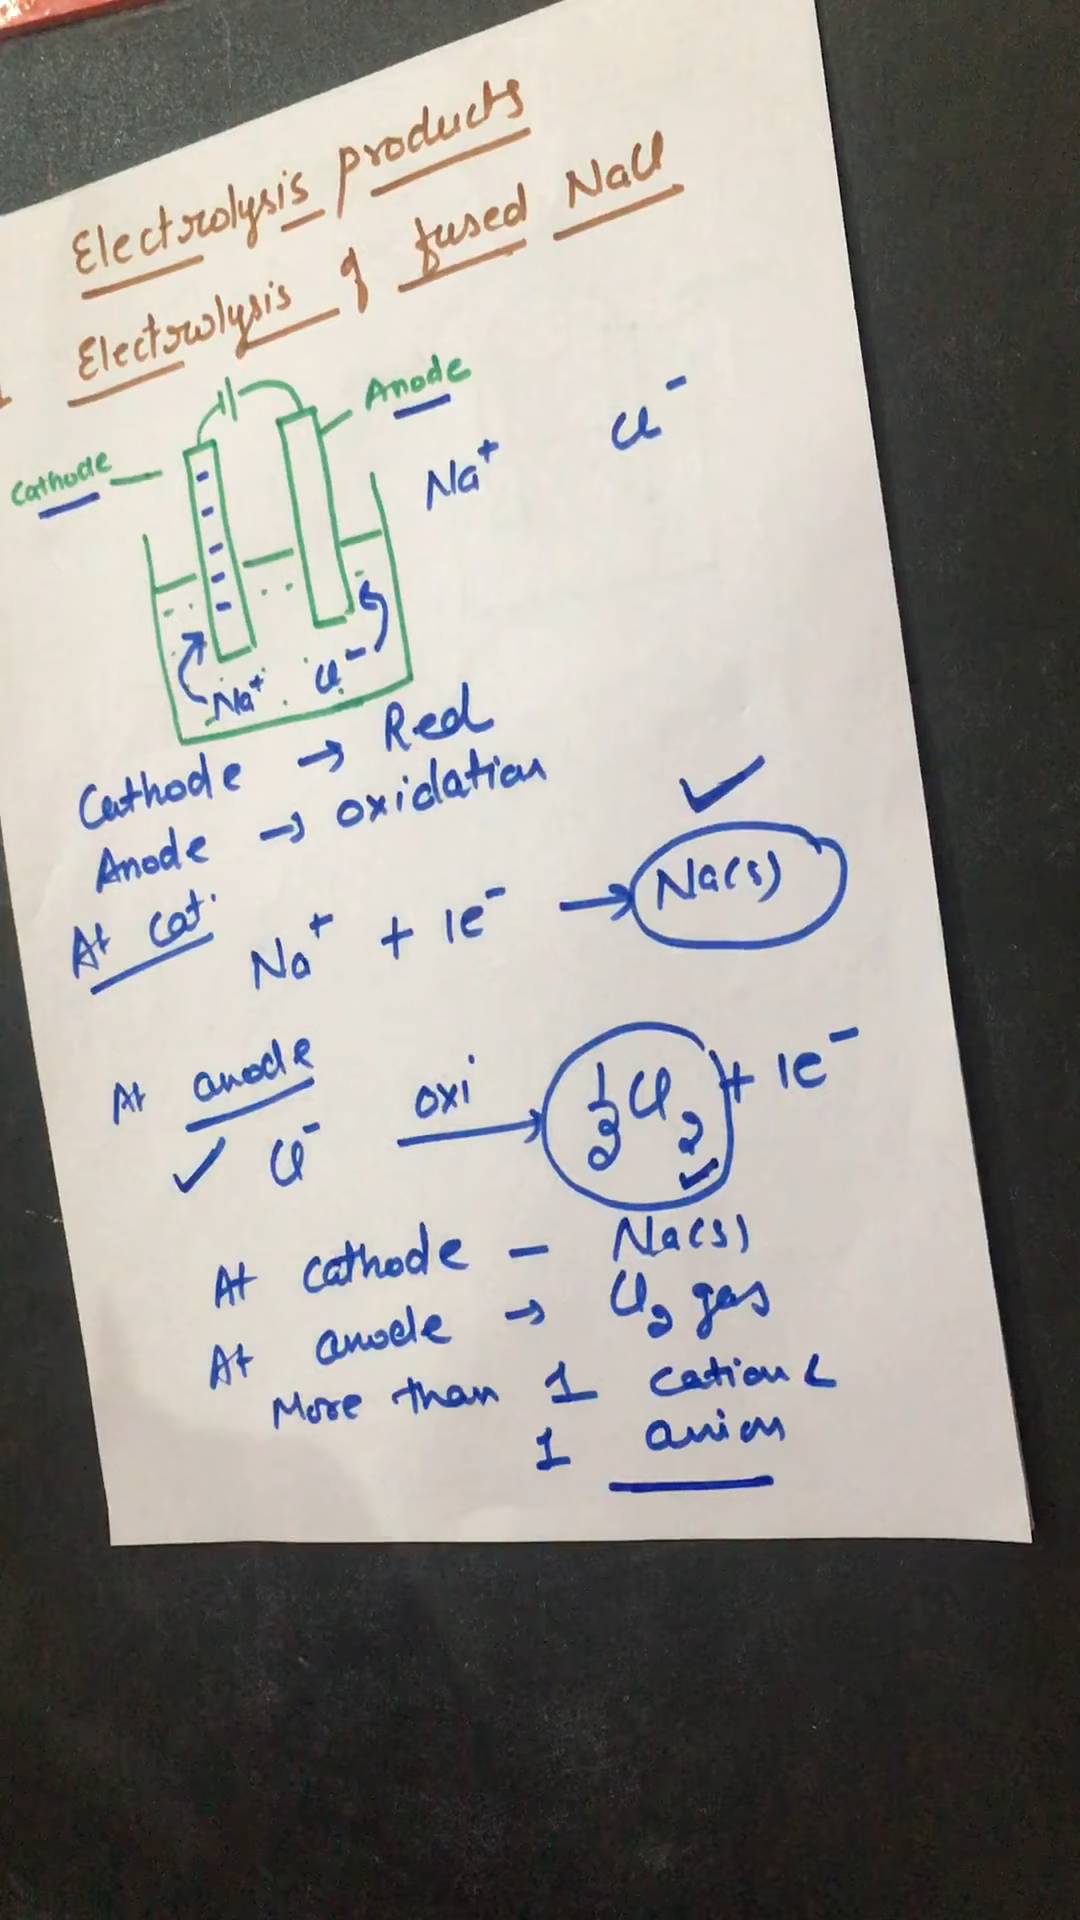 Electrolysis products
1 Electrolysis of fused NaCl
Anode
Cathode
Na⁺ Cl⁻
Na⁺ Cl⁻
Cathode → Red
Anode → oxidation
At cat.
Na⁺ + 1e⁻ → Na(s)
At anode
Cl⁻ oxi → ½Cl₂ + 1e⁻
At cathode – Na(s)
At anode → Cl₂ gas
More than 1 cation &
1 anion